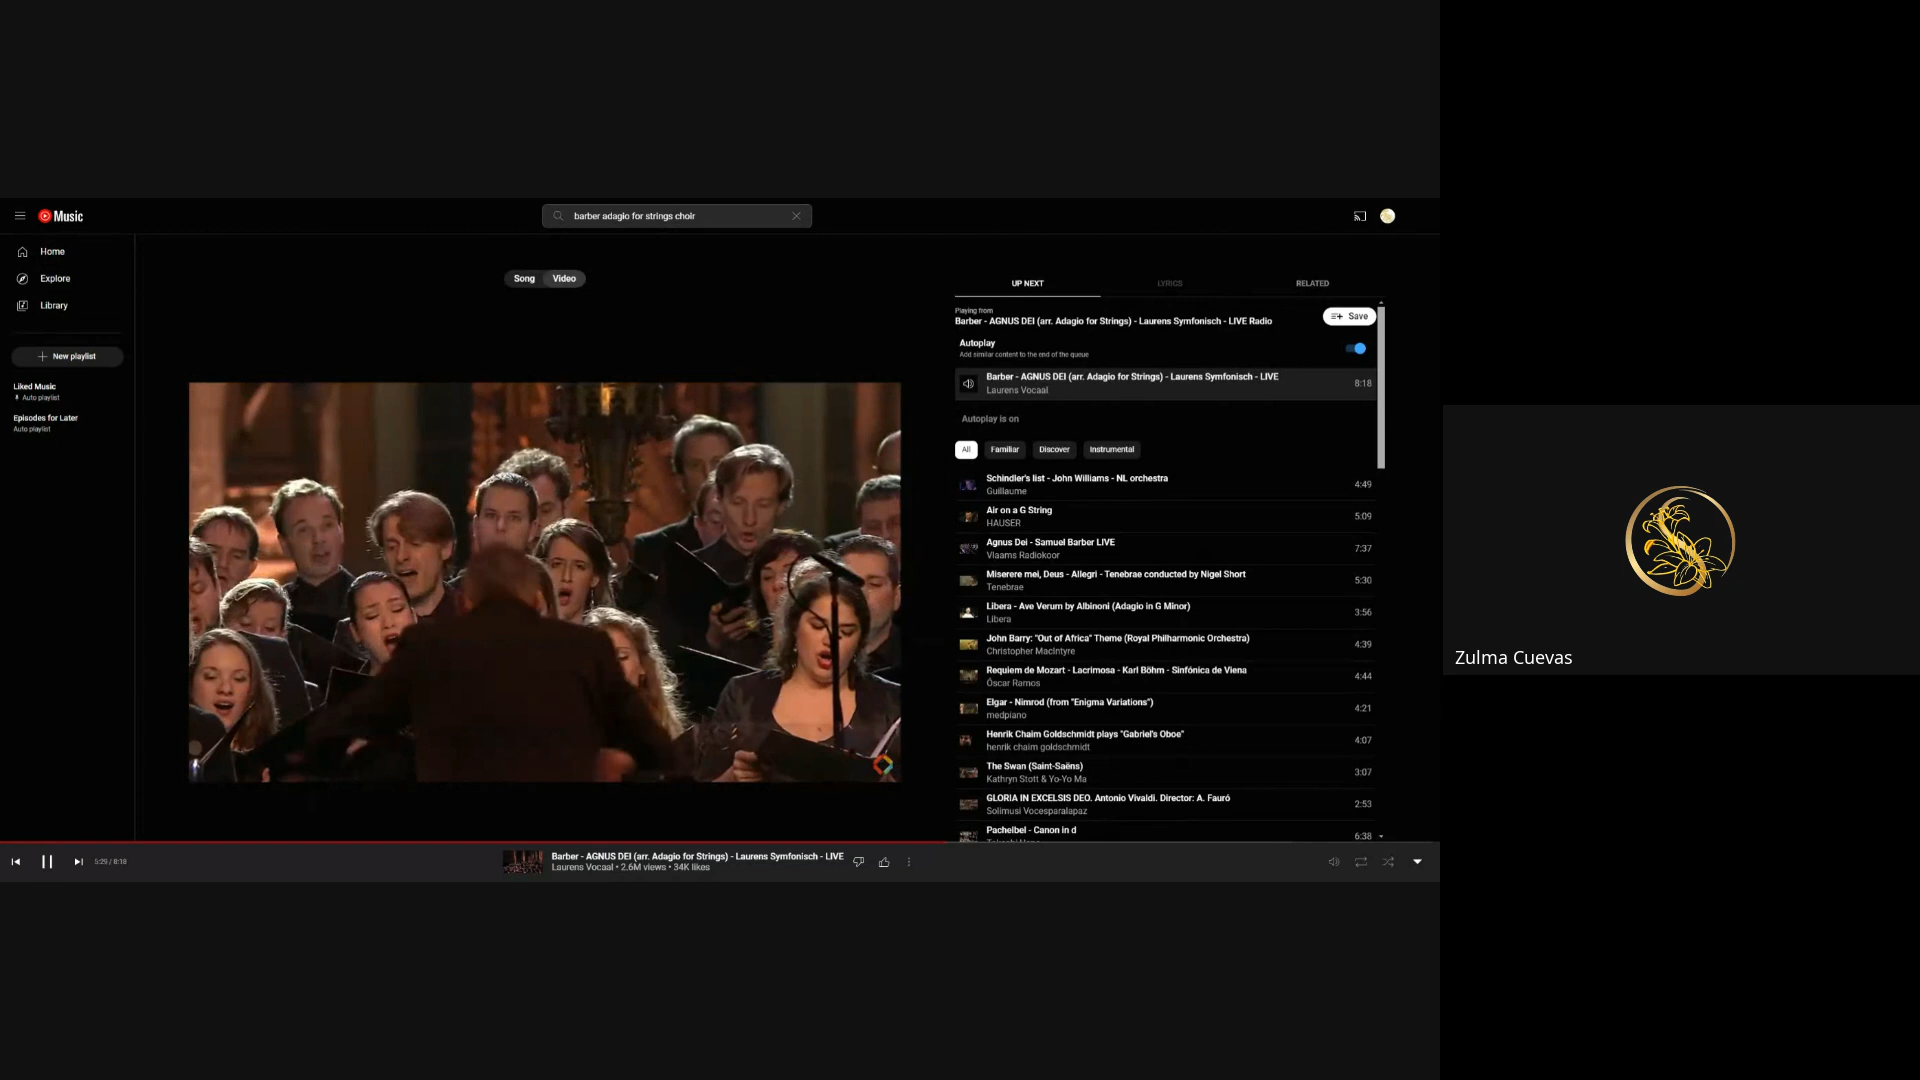 Music
barber adagio for strings choir
Home
Explore
Library
New playlist
Liked Music
Auto playlist
Episodes for Later
Auto playlist
Song
Video
UP NEXT
LYRICS
RELATED
Playing from
Barber - AGNUS DEI (arr. Adagio for Strings) - Laurens Symfonisch - LIVE Radio
Save
Autoplay
Add similar content to the end of the queue
Barber - AGNUS DEI (arr. Adagio for Strings) - Laurens Symfonisch - LIVE
Laurens Vocaal
8:18
Autoplay is on
All
Familiar
Discover
Instrumental
Schindler's list - John Williams - NL orchestra
Guillaume
4:49
Air on a G String
HAUSER
5:09
Agnus Dei - Samuel Barber LIVE
Vlaams Radiokoor
7:37
Miserere mei, Deus - Allegri - Tenebrae conducted by Nigel Short
Tenebrae
5:30
Libera - Ave Verum by Albinoni (Adagio in G Minor)
Libera
3:56
John Barry: "Out of Africa" Theme (Royal Philharmonic Orchestra)
Christopher MacIntyre
4:39
Requiem de Mozart - Lacrimosa - Karl Böhm - Sinfónica de Viena
Óscar Ramos
4:44
Elgar - Nimrod (from "Enigma Variations")
medpiano
4:21
Henrik Chaim Goldschmidt plays "Gabriel's Oboe"
henrik chaim goldschmidt
4:07
The Swan (Saint-Saëns)
Kathryn Stott & Yo-Yo Ma
3:07
GLORIA IN EXCELSIS DEO. Antonio Vivaldi. Director: A. Fauró
Solimusi Vocesparalapaz
2:53
Pachelbel - Canon in d
6:38
5:29 / 8:18
Barber - AGNUS DEI (arr. Adagio for Strings) - Laurens Symfonisch - LIVE
Laurens Vocaal • 2.6M views • 34K likes
Zulma Cuevas